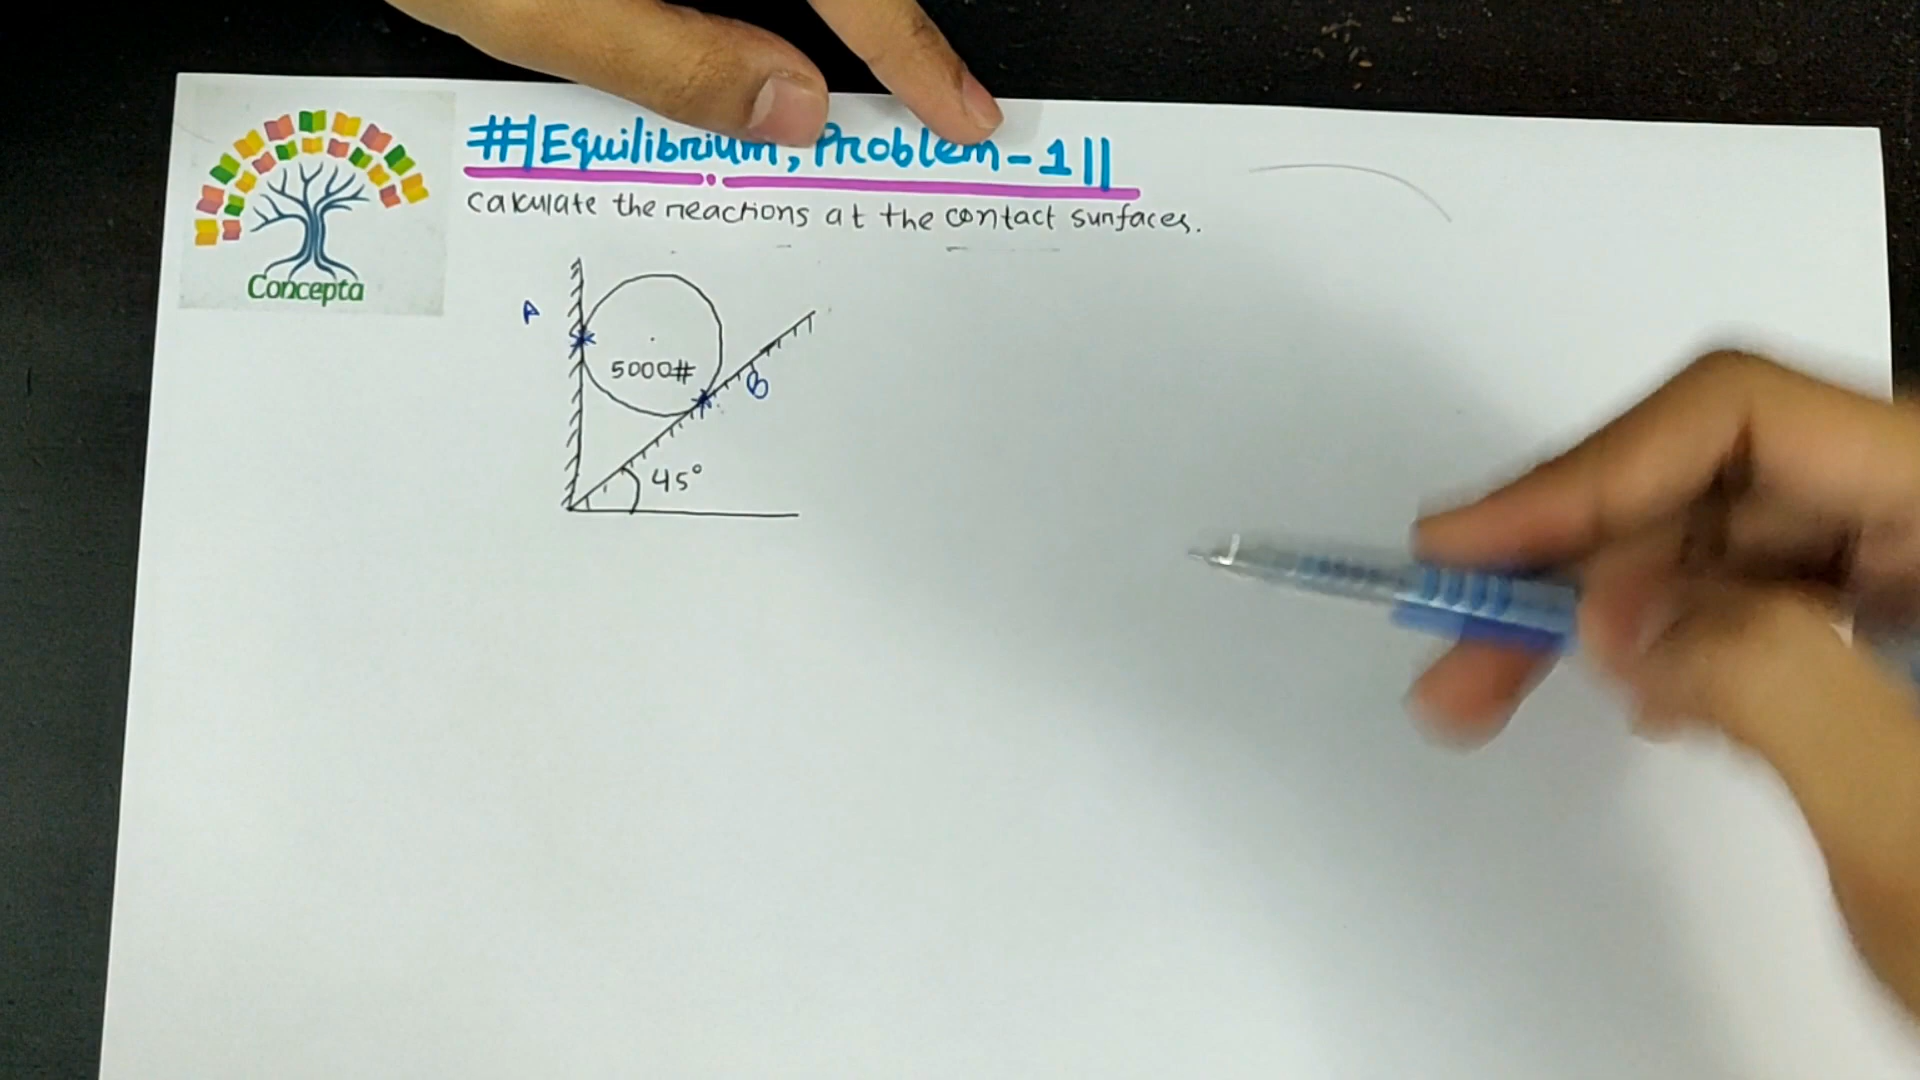 #|Equilibrium, Problem-1||
calculate the reactions at the contact surfaces.
Concepta
A
5000#
B
45°